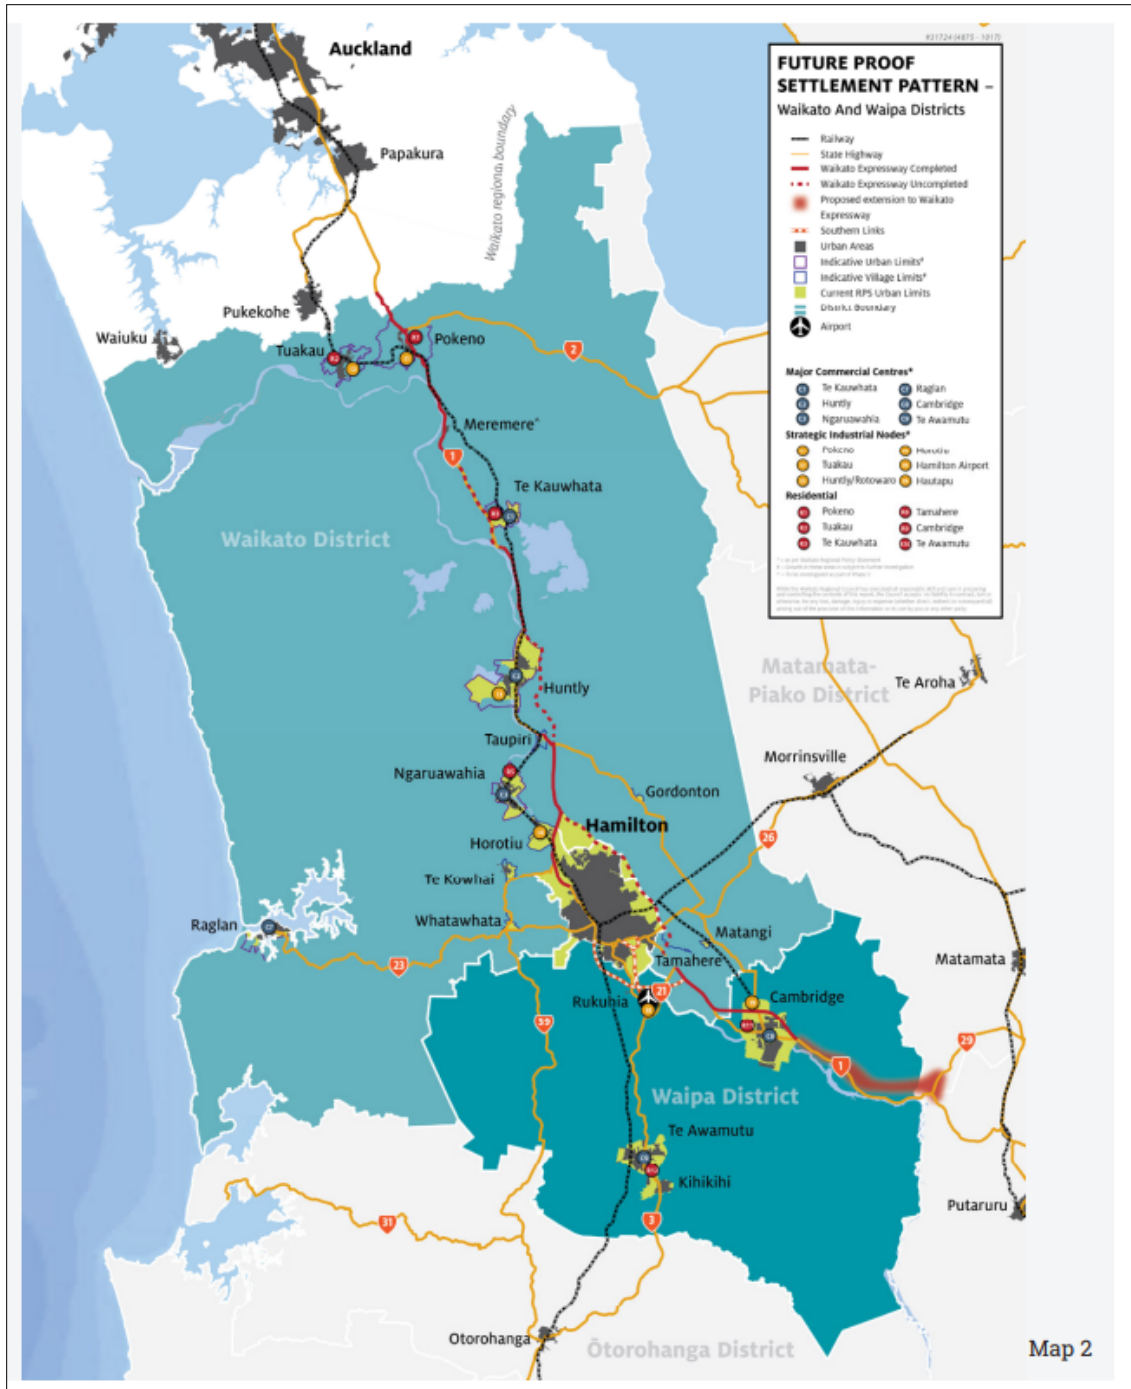 #31724 (4875 - 1017)
FUTURE PROOF
SETTLEMENT PATTERN –
Waikato And Waipa Districts
Railway
State Highway
Waikato Expressway Completed
Waikato Expressway Uncompleted
Proposed extension to Waikato
Expressway
Southern Links
Urban Areas
Indicative Urban Limits#
Indicative Village Limits#
Current RPS Urban Limits
District Boundary
Airport
Major Commercial Centres*
Te Kauwhata
Raglan
Huntly
Cambridge
Ngaruawahia
Te Awamutu
Strategic Industrial Nodes*
Pokeno
Horotiu
Tuakau
Hamilton Airport
Huntly/Rotowaro
Hautapu
Residential
Pokeno
Tamahere
Tuakau
Cambridge
Te Kauwhata
Te Awamutu
Auckland
Papakura
Waikato regional boundary
Pukekohe
Waiuku
Tuakau
Pokeno
2
Meremere^
1
Te Kauwhata
Waikato District
Huntly
Matamata-
Piako District
Te Aroha
Taupiri
Morrinsville
Ngaruawahia
Gordonton
Hamilton
Horotiu
26
Te Kowhai
Raglan
Whatawhata
Matangi
23
Tamahere
Matamata
Rukuhia
21
Cambridge
39
29
1
Waipa District
Te Awamutu
Kihikihi
Putaruru
31
3
Otorohanga
Ōtorohanga District
Map 2